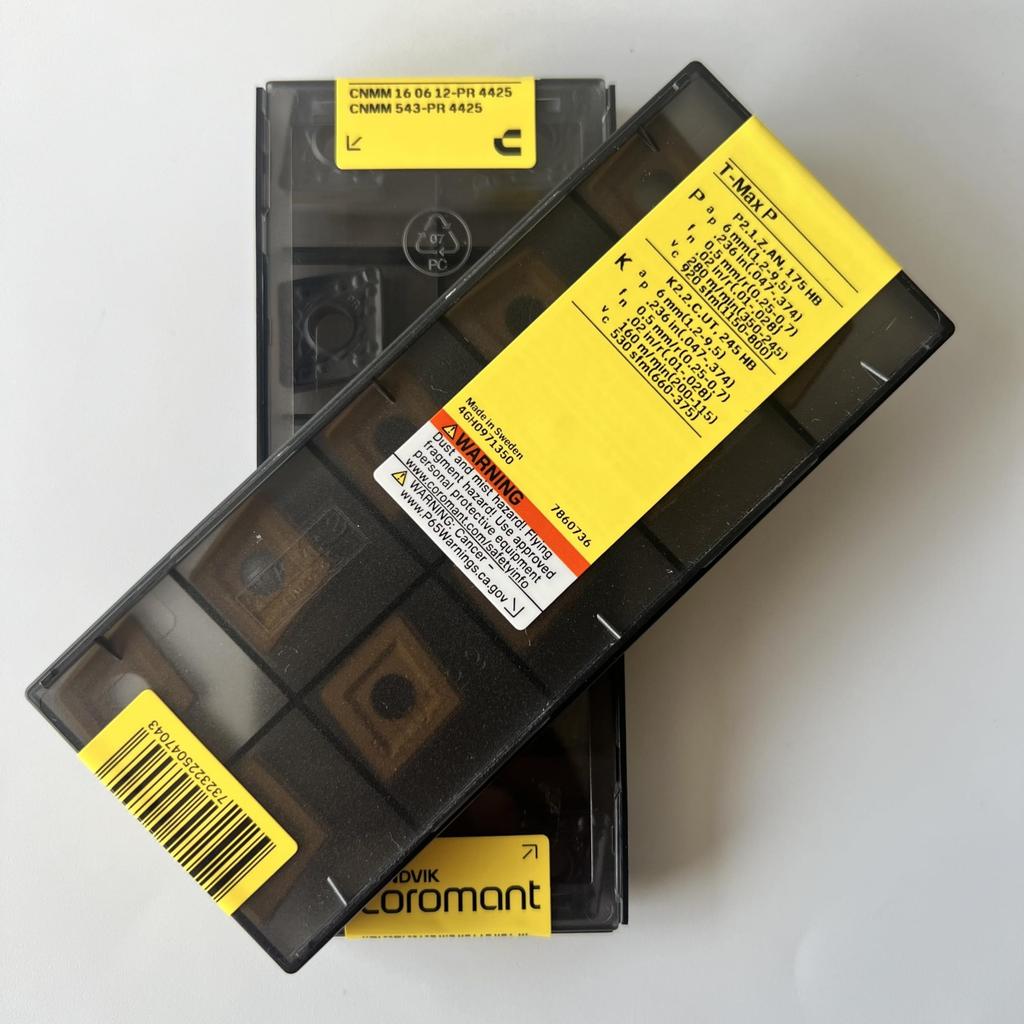 CNMM 16 06 12-PR 4425
CNMM 543-PR 4425
07
PC
T-Max P
P
P2.1.Z.AN, 175 HB
ap 6 mm(1.2-9.5)
.236 in(.047-.374)
fn 0.5 mm/r(0.25-0.7)
.02 in/r(.01-.028)
vc 280 m/min(350-245)
920 sfm(1150-800)
K
K2.2.C.UT, 245 HB
ap 6 mm(1.2-9.5)
.236 in(.047-.374)
fn 0.5 mm/r(0.25-0.7)
.02 in/r(.01-.028)
vc 160 m/min(200-115)
530 sfm(660-375)
Made in Sweden
4GH0971350
7860736
WARNING
Dust and mist hazard! Flying
fragment hazard! Use approved
personal protective equipment
www.coromant.com/safetyinfo
WARNING: Cancer -
www.P65Warnings.ca.gov
7323225047043
NDVIK
coromant